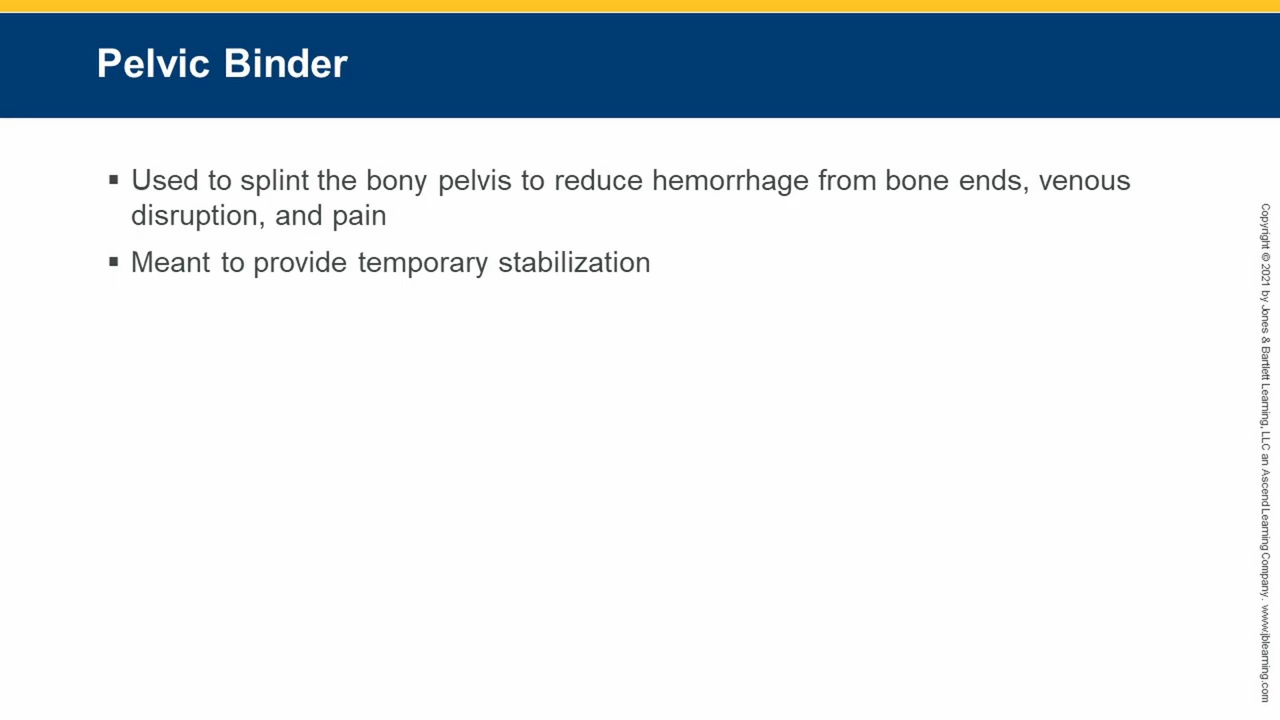 Pelvic Binder
▪ Used to splint the bony pelvis to reduce hemorrhage from bone ends, venous
disruption, and pain
▪ Meant to provide temporary stabilization
Copyright © 2021 by Jones & Bartlett Learning, LLC an Ascend Learning Company. www.jblearning.com